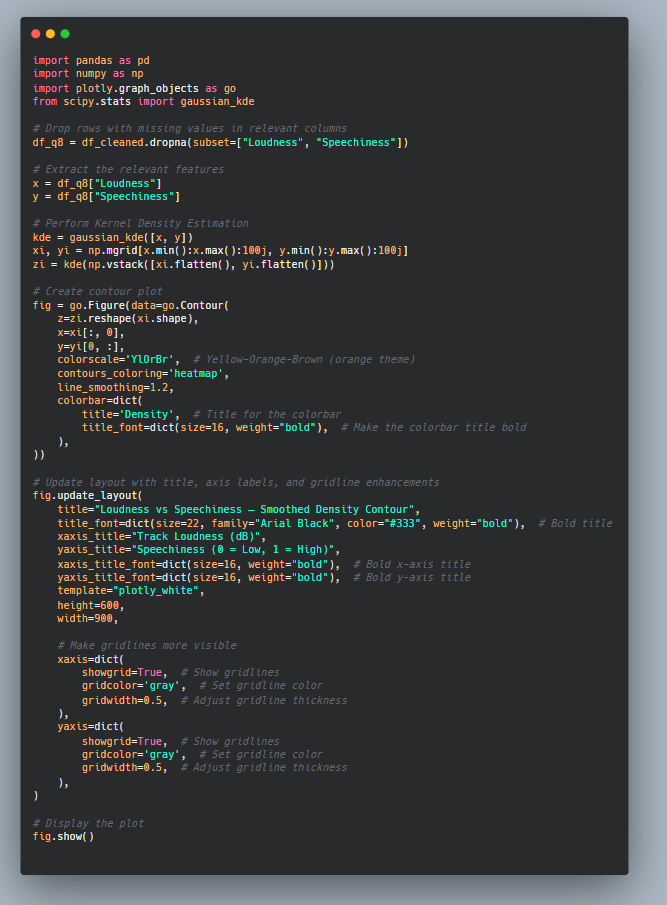 import pandas as pd
import numpy as np
import plotly.graph_objects as go
from scipy.stats import gaussian_kde

# Drop rows with missing values in relevant columns
df_q8 = df_cleaned.dropna(subset=["Loudness", "Speechiness"])

# Extract the relevant features
x = df_q8["Loudness"]
y = df_q8["Speechiness"]

# Perform Kernel Density Estimation
kde = gaussian_kde([x, y])
xi, yi = np.mgrid[x.min():x.max():100j, y.min():y.max():100j]
zi = kde(np.vstack([xi.flatten(), yi.flatten()]))

# Create contour plot
fig = go.Figure(data=go.Contour(
    z=zi.reshape(xi.shape),
    x=xi[:, 0],
    y=yi[0, :],
    colorscale='YlOrBr',  # Yellow-Orange-Brown (orange theme)
    contours_coloring='heatmap',
    line_smoothing=1.2,
    colorbar=dict(
        title='Density',  # Title for the colorbar
        title_font=dict(size=16, weight="bold"),  # Make the colorbar title bold
    ),
))

# Update layout with title, axis labels, and gridline enhancements
fig.update_layout(
    title="Loudness vs Speechiness — Smoothed Density Contour",
    title_font=dict(size=22, family="Arial Black", color="#333", weight="bold"),  # Bold title
    xaxis_title="Track Loudness (dB)",
    yaxis_title="Speechiness (0 = Low, 1 = High)",
    xaxis_title_font=dict(size=16, weight="bold"),  # Bold x-axis title
    yaxis_title_font=dict(size=16, weight="bold"),  # Bold y-axis title
    template="plotly_white",
    height=600,
    width=900,

    # Make gridlines more visible
    xaxis=dict(
        showgrid=True,  # Show gridlines
        gridcolor='gray',  # Set gridline color
        gridwidth=0.5,  # Adjust gridline thickness
    ),
    yaxis=dict(
        showgrid=True,  # Show gridlines
        gridcolor='gray',  # Set gridline color
        gridwidth=0.5,  # Adjust gridline thickness
    ),
)

# Display the plot
fig.show()